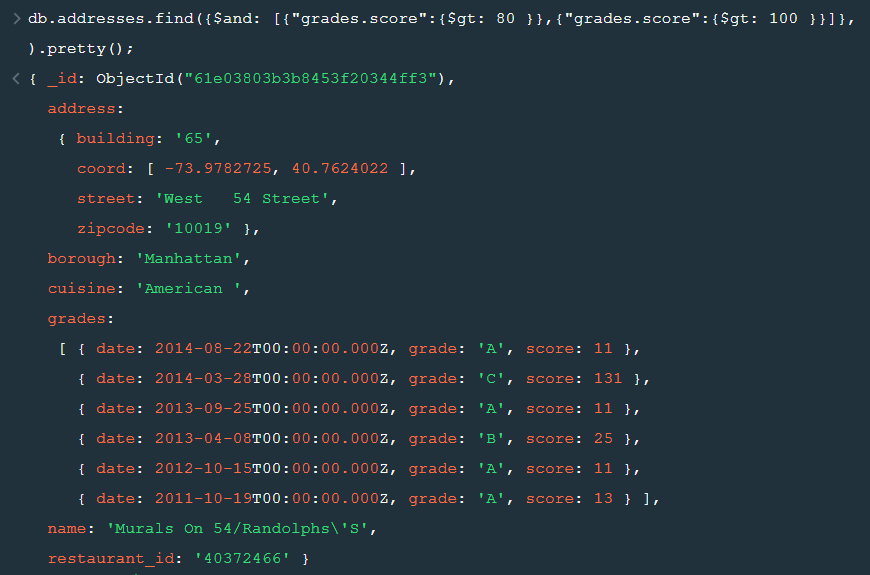 > db.addresses.find({$and: [{"grades.score":{$gt: 80 }},{"grades.score":{$gt: 100 }}]},
).pretty();
< { _id: ObjectId("61e03803b3b8453f20344ff3"),
address:
{ building: '65',
coord: [ -73.9782725, 40.7624022 ],
street: 'West   54 Street',
zipcode: '10019' },
borough: 'Manhattan',
cuisine: 'American ',
grades:
[ { date: 2014-08-22T00:00:00.000Z, grade: 'A', score: 11 },
{ date: 2014-03-28T00:00:00.000Z, grade: 'C', score: 131 },
{ date: 2013-09-25T00:00:00.000Z, grade: 'A', score: 11 },
{ date: 2013-04-08T00:00:00.000Z, grade: 'B', score: 25 },
{ date: 2012-10-15T00:00:00.000Z, grade: 'A', score: 11 },
{ date: 2011-10-19T00:00:00.000Z, grade: 'A', score: 13 } ],
name: 'Murals On 54/Randolphs\'S',
restaurant_id: '40372466' }